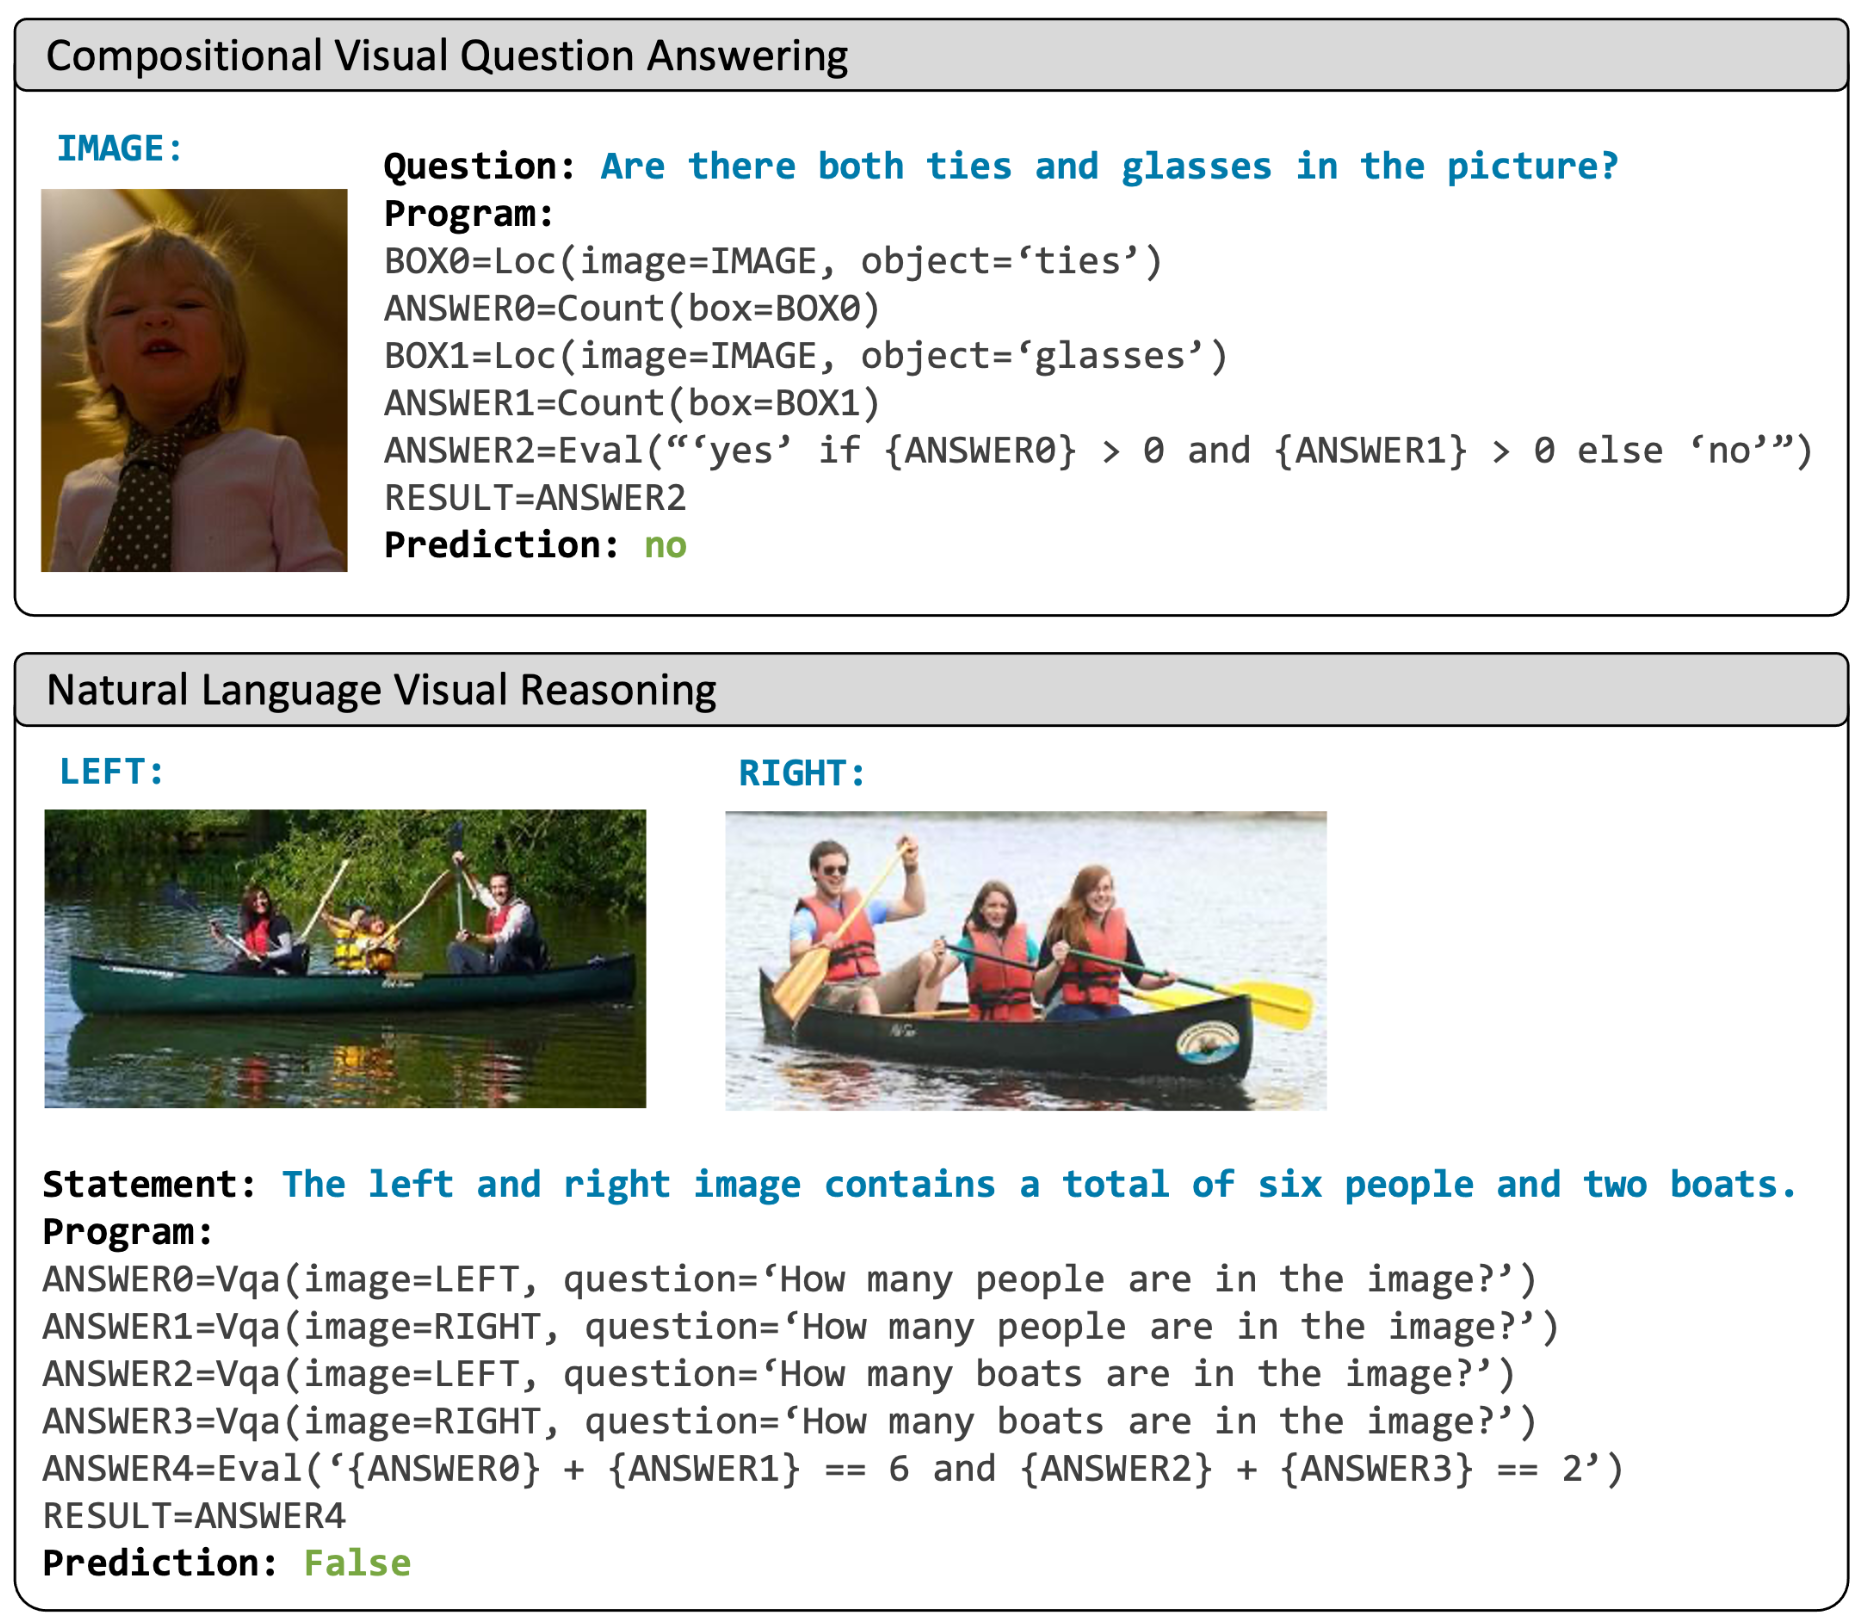 Compositional Visual Question Answering
IMAGE:
Question: Are there both ties and glasses in the picture?
Program:
BOX0=Loc(image=IMAGE, object=‘ties’)
ANSWER0=Count(box=BOX0)
BOX1=Loc(image=IMAGE, object=‘glasses’)
ANSWER1=Count(box=BOX1)
ANSWER2=Eval(“‘yes’ if {ANSWER0} > 0 and {ANSWER1} > 0 else ‘no’”)
RESULT=ANSWER2
Prediction: no
Natural Language Visual Reasoning
LEFT:
RIGHT:
Statement: The left and right image contains a total of six people and two boats.
Program:
ANSWER0=Vqa(image=LEFT, question=‘How many people are in the image?’)
ANSWER1=Vqa(image=RIGHT, question=‘How many people are in the image?’)
ANSWER2=Vqa(image=LEFT, question=‘How many boats are in the image?’)
ANSWER3=Vqa(image=RIGHT, question=‘How many boats are in the image?’)
ANSWER4=Eval(‘{ANSWER0} + {ANSWER1} == 6 and {ANSWER2} + {ANSWER3} == 2’)
RESULT=ANSWER4
Prediction: False